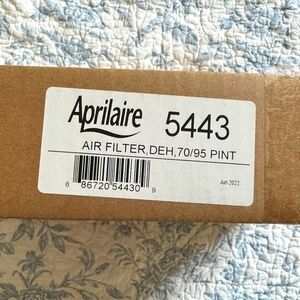 Aprilaire 5443
AIR FILTER,DEH,70/95 PINT
6 86720 54430 9
Jun 2022